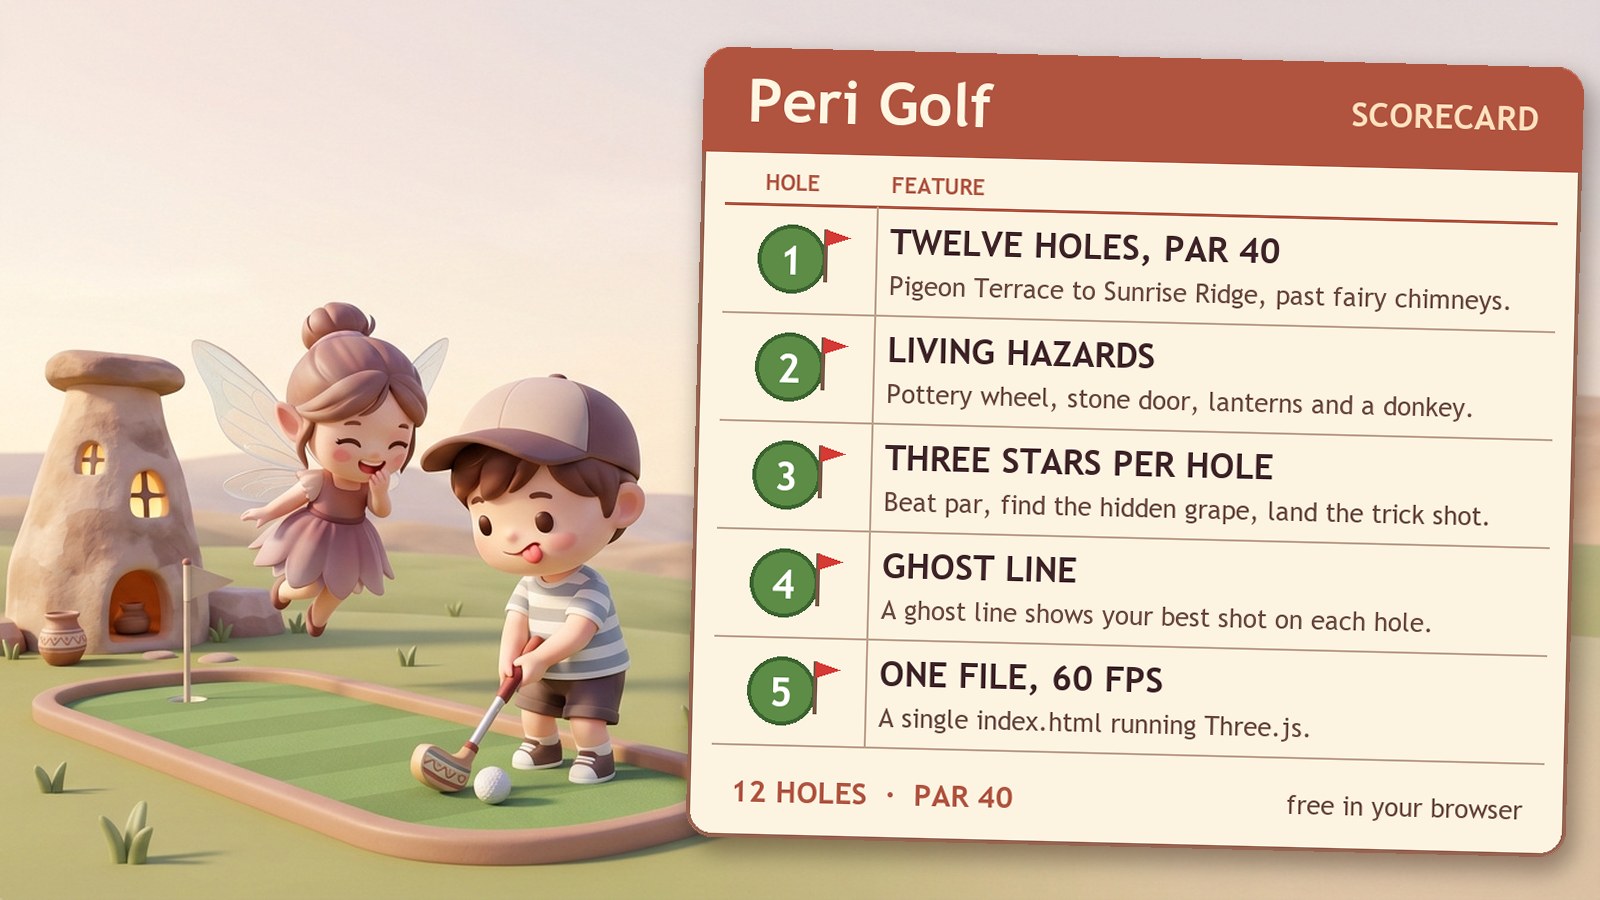 Peri Golf
SCORECARD
HOLE
FEATURE
1
TWELVE HOLES, PAR 40
Pigeon Terrace to Sunrise Ridge, past fairy chimneys.
2
LIVING HAZARDS
Pottery wheel, stone door, lanterns and a donkey.
3
THREE STARS PER HOLE
Beat par, find the hidden grape, land the trick shot.
4
GHOST LINE
A ghost line shows your best shot on each hole.
5
ONE FILE, 60 FPS
A single index.html running Three.js.
12 HOLES · PAR 40
free in your browser